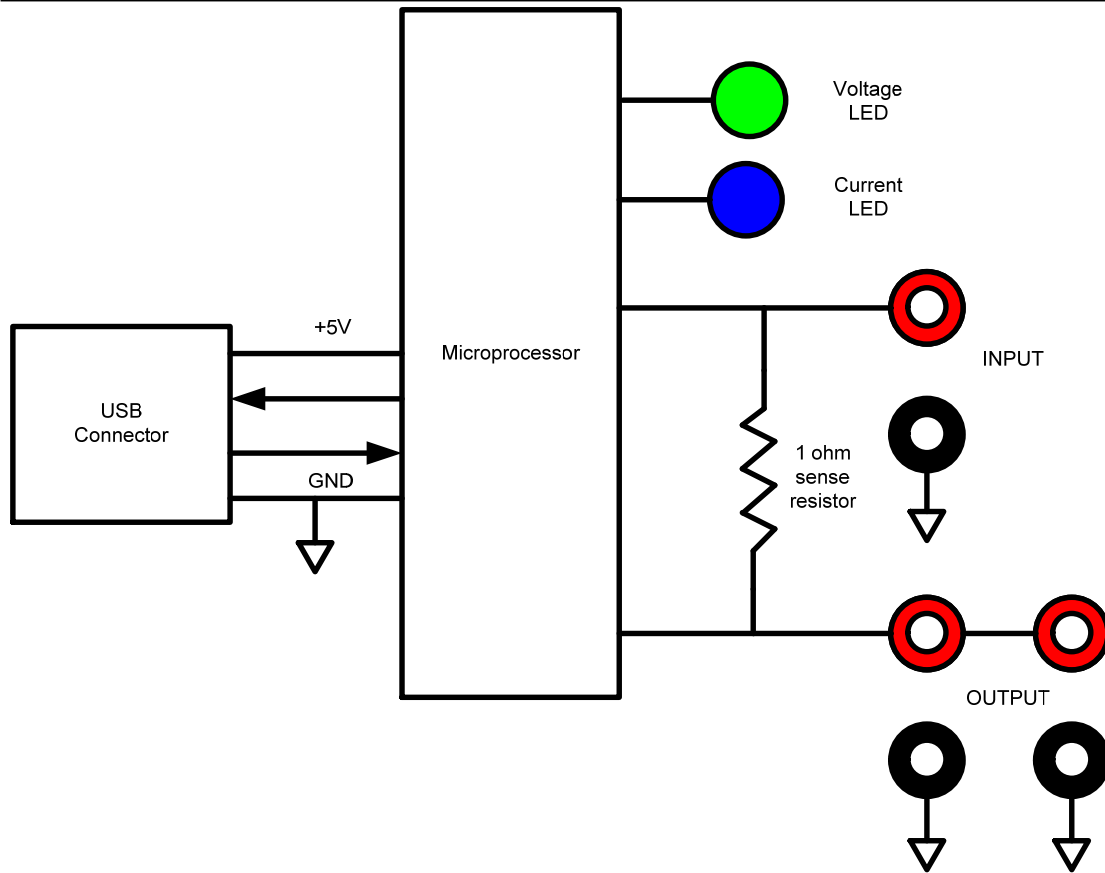 Voltage
LED
Current
LED
+5V
Microprocessor
INPUT
USB
Connector
1 ohm
sense
resistor
GND
OUTPUT